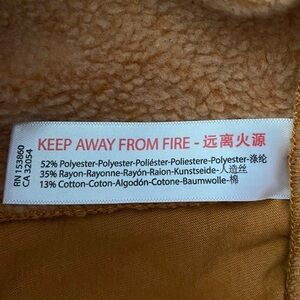 RN 153860
CA 32054
KEEP AWAY FROM FIRE - 远离火源
52% Polyester-Polyester-Poliéster-Poliestere-Polyester-涤纶
35% Rayon-Rayonne-Rayón-Raion-Kunstseide-人造丝
13% Cotton-Coton-Algodón-Cotone-Baumwolle-棉